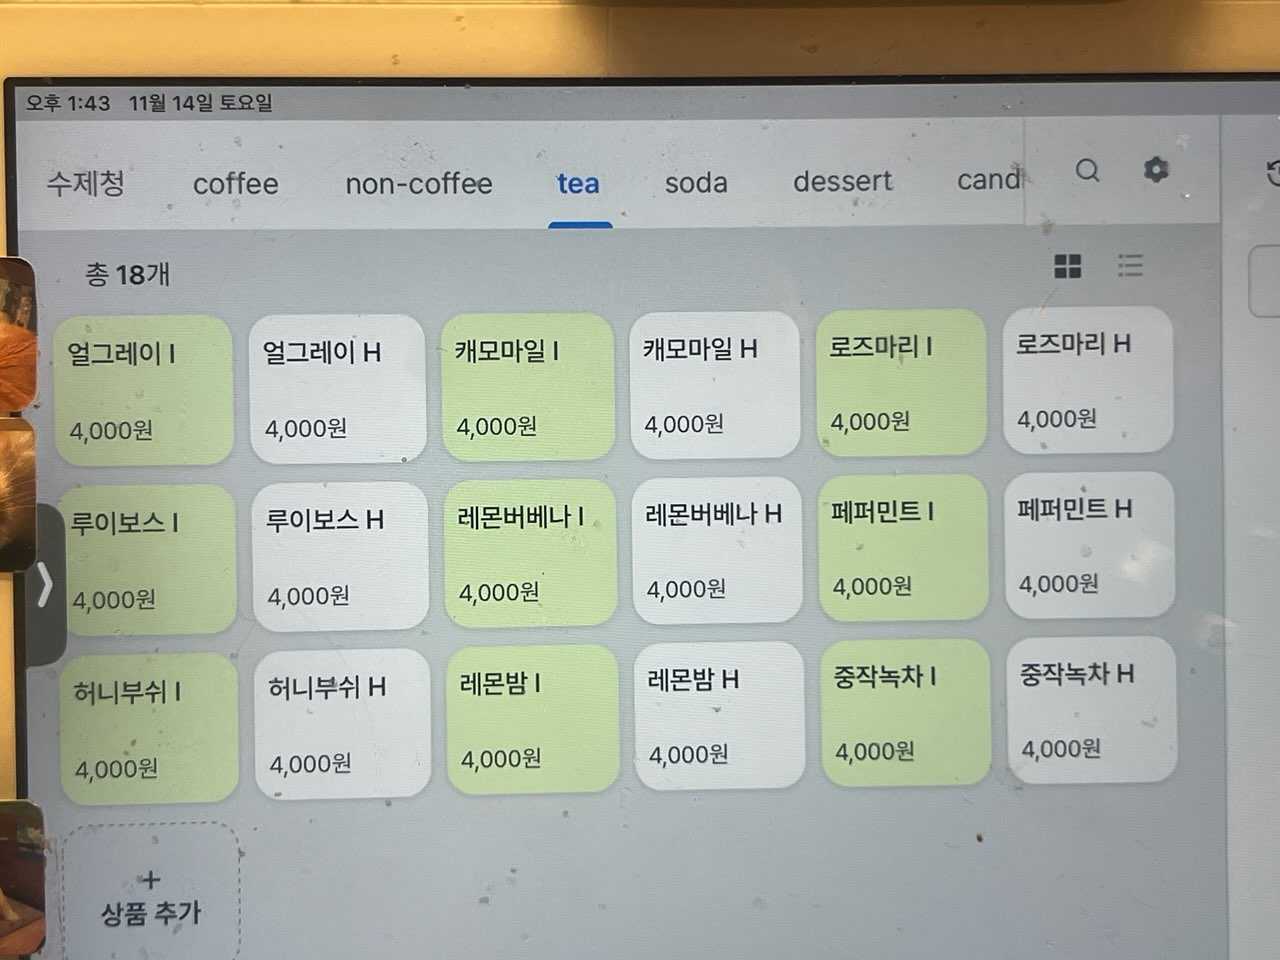 오후 1:43 11월 14일 토요일
수제청 coffee non-coffee tea soda dessert cand
총 18개
얼그레이 I 얼그레이 H 캐모마일 I 캐모마일 H 로즈마리 I 로즈마리 H
4,000원 4,000원 4,000원 4,000원 4,000원 4,000원
루이보스 I 루이보스 H 레몬버베나 I 레몬버베나 H 페퍼민트 I 페퍼민트 H
4,000원 4,000원 4,000원 4,000원 4,000원 4,000원
허니부쉬 I 허니부쉬 H 레몬밤 I 레몬밤 H 중작녹차 I 중작녹차 H
4,000원 4,000원 4,000원 4,000원 4,000원 4,000원
+
상품 추가